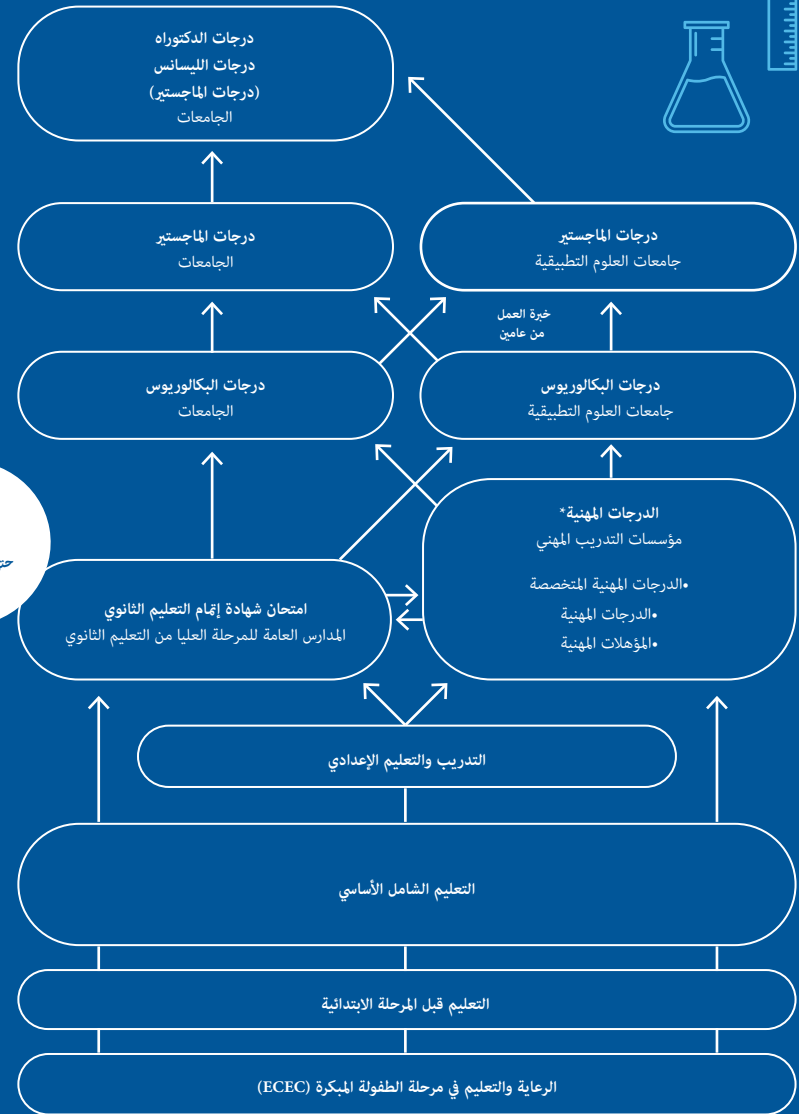 درجات الدكتوراه
درجات الليسانس
(درجات الماجستير)
الجامعات
درجات الماجستير
جامعات العلوم التطبيقية
درجات الماجستير
الجامعات
خبرة العمل
من عامين
درجات البكالوريوس
جامعات العلوم التطبيقية
درجات البكالوريوس
الجامعات
الدرجات المهنية*
مؤسسات التدريب المهني
•الدرجات المهنية المتخصصة
•الدرجات المهنية
•المؤهلات المهنية
امتحان شهادة إتمام التعليم الثانوي
المدارس العامة للمرحلة العليا من التعليم الثانوي
التدريب والتعليم الإعدادي
التعليم الشامل الأساسي
التعليم قبل المرحلة الابتدائية
الرعاية والتعليم في مرحلة الطفولة المبكرة (ECEC)